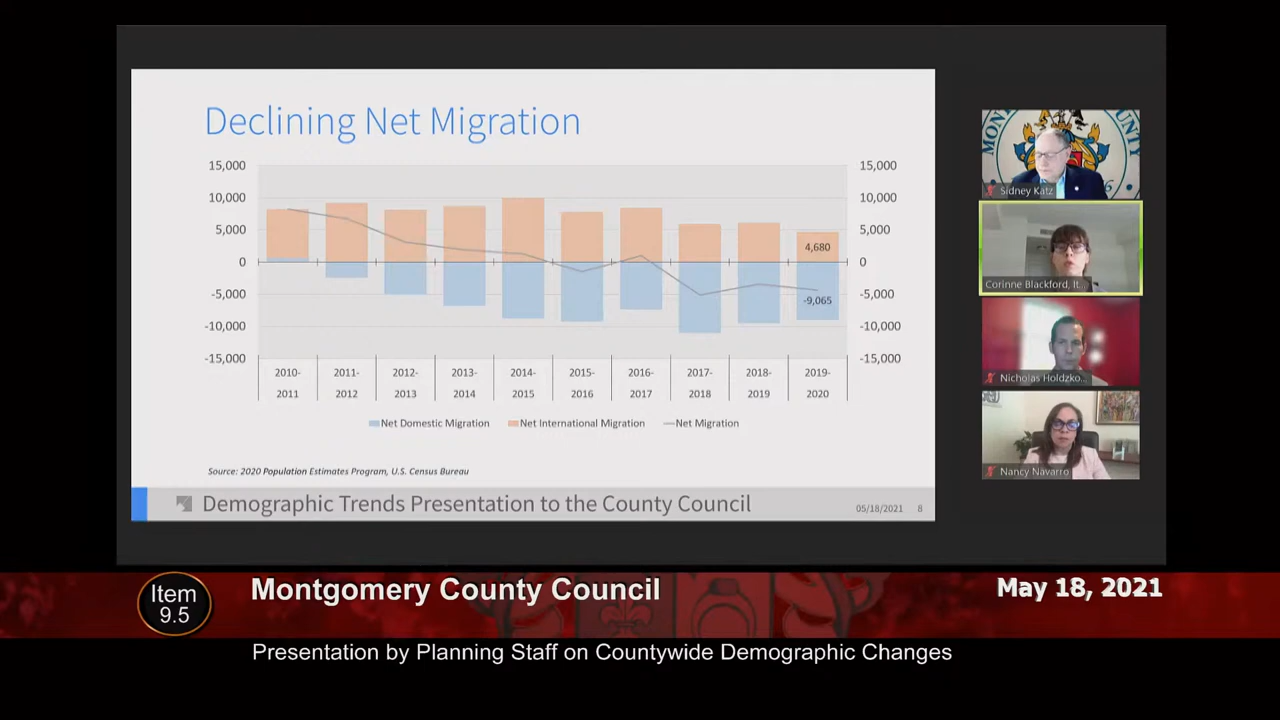 Declining Net Migration
15,000
10,000
5,000
0
-5,000
-10,000
-15,000
15,000
10,000
5,000
0
-5,000
-10,000
-15,000
4,680
-9,065
2010-2011
2011-2012
2012-2013
2013-2014
2014-2015
2015-2016
2016-2017
2017-2018
2018-2019
2019-2020
Net Domestic Migration
Net International Migration
Net Migration
Source: 2020 Population Estimates Program, U.S. Census Bureau
Demographic Trends Presentation to the County Council
05/18/2021
8
Sidney Katz
Corinne Blackford, It...
Nicholas Holdzko...
Nancy Navarro
Item
9.5
Montgomery County Council
May 18, 2021
Presentation by Planning Staff on Countywide Demographic Changes